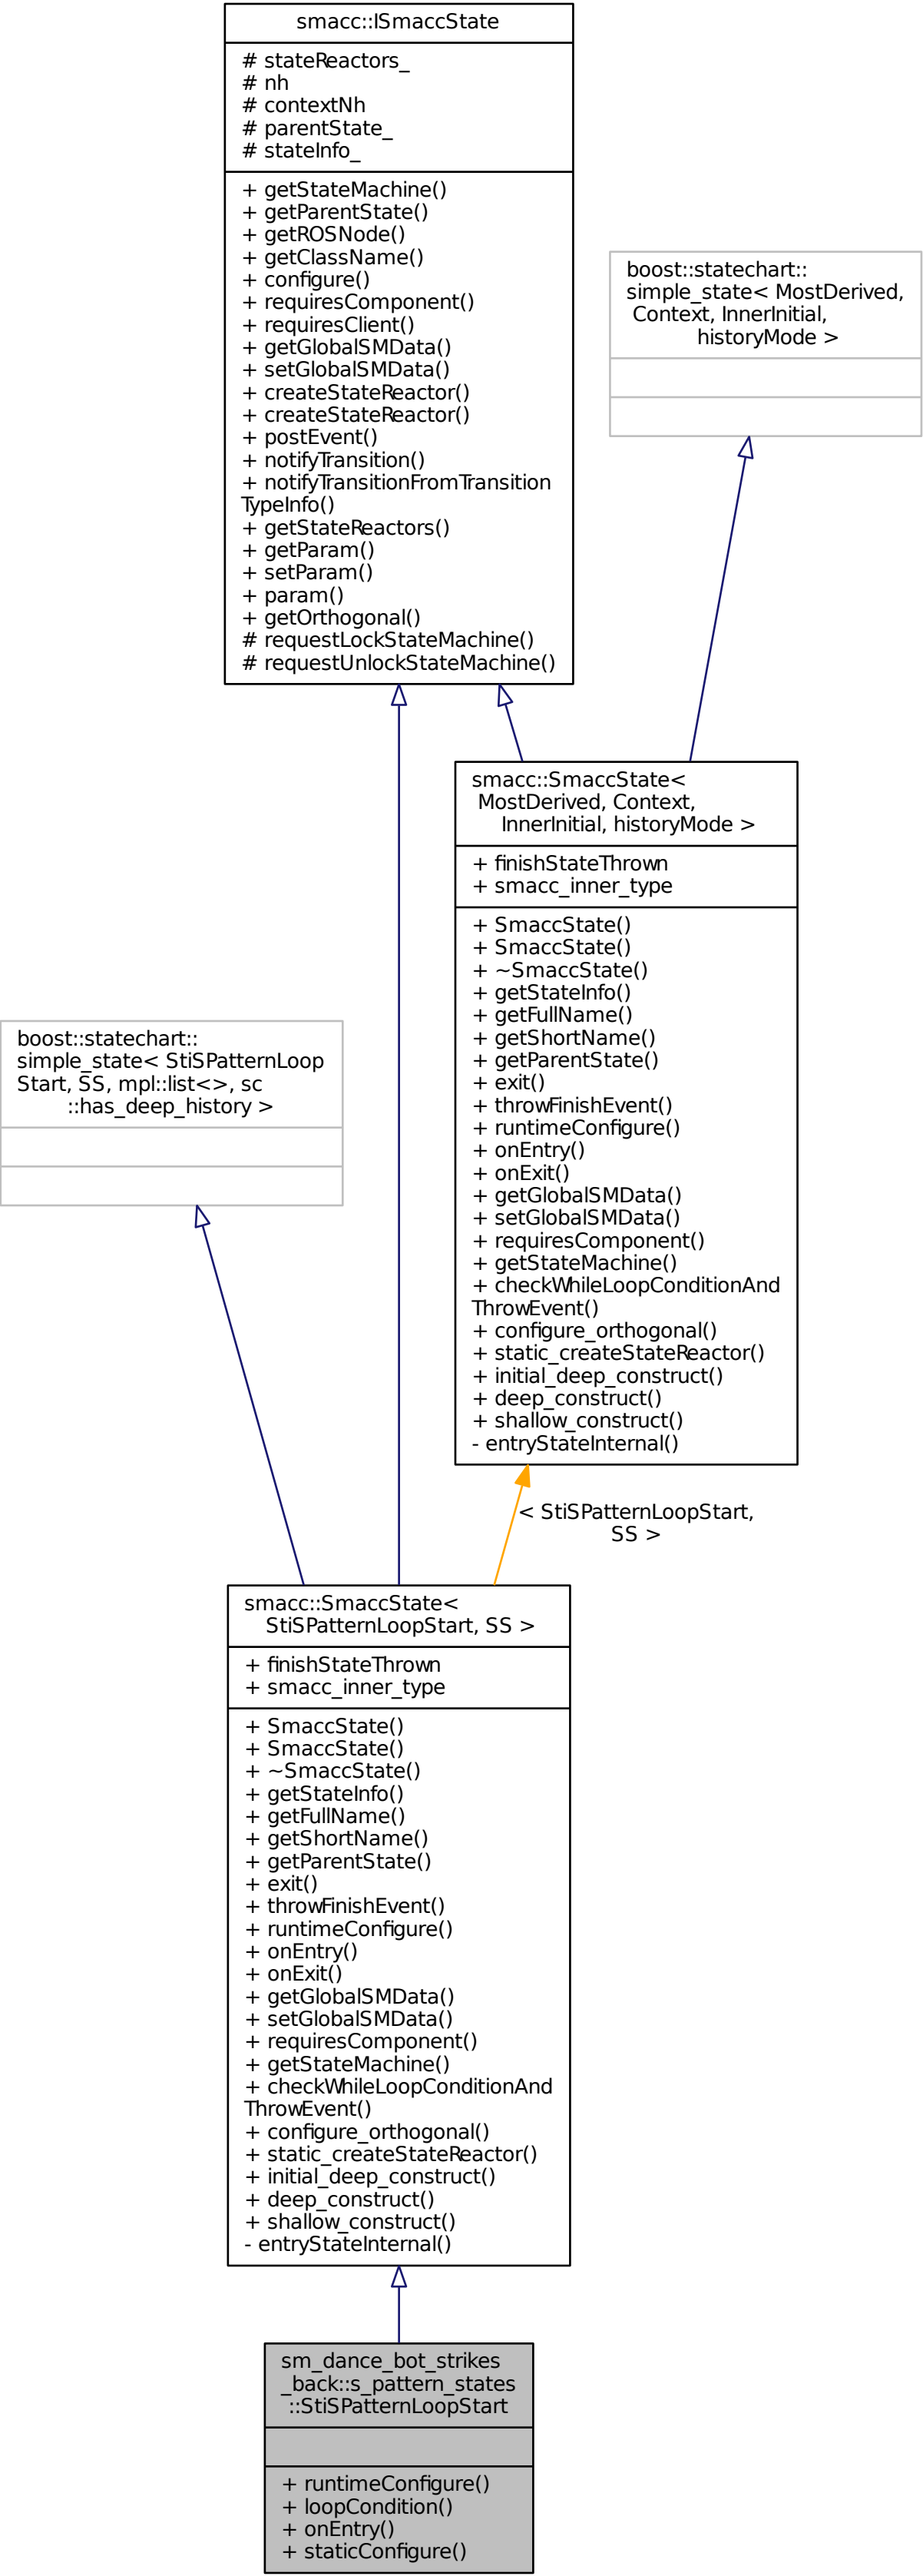 smacc::ISmaccState
# stateReactors_
# nh
# contextNh
# parentState_
# stateInfo_
+ getStateMachine()
+ getParentState()
+ getROSNode()
+ getClassName()
+ configure()
+ requiresComponent()
+ requiresClient()
+ getGlobalSMData()
+ setGlobalSMData()
+ createStateReactor()
+ createStateReactor()
+ postEvent()
+ notifyTransition()
+ notifyTransitionFromTransition
TypeInfo()
+ getStateReactors()
+ getParam()
+ setParam()
+ param()
+ getOrthogonal()
# requestLockStateMachine()
# requestUnlockStateMachine()
boost::statechart::
simple_state< MostDerived,
Context, InnerInitial,
historyMode >
smacc::SmaccState<
MostDerived, Context,
InnerInitial, historyMode >
+ finishStateThrown
+ smacc_inner_type
+ SmaccState()
+ SmaccState()
+ ~SmaccState()
+ getStateInfo()
+ getFullName()
+ getShortName()
+ getParentState()
+ exit()
+ throwFinishEvent()
+ runtimeConfigure()
+ onEntry()
+ onExit()
+ getGlobalSMData()
+ setGlobalSMData()
+ requiresComponent()
+ getStateMachine()
+ checkWhileLoopConditionAnd
ThrowEvent()
+ configure_orthogonal()
+ static_createStateReactor()
+ initial_deep_construct()
+ deep_construct()
+ shallow_construct()
- entryStateInternal()
boost::statechart::
simple_state< StiSPatternLoop
Start, SS, mpl::list<>, sc
::has_deep_history >
< StiSPatternLoopStart,
SS >
smacc::SmaccState<
StiSPatternLoopStart, SS >
+ finishStateThrown
+ smacc_inner_type
+ SmaccState()
+ SmaccState()
+ ~SmaccState()
+ getStateInfo()
+ getFullName()
+ getShortName()
+ getParentState()
+ exit()
+ throwFinishEvent()
+ runtimeConfigure()
+ onEntry()
+ onExit()
+ getGlobalSMData()
+ setGlobalSMData()
+ requiresComponent()
+ getStateMachine()
+ checkWhileLoopConditionAnd
ThrowEvent()
+ configure_orthogonal()
+ static_createStateReactor()
+ initial_deep_construct()
+ deep_construct()
+ shallow_construct()
- entryStateInternal()
sm_dance_bot_strikes
_back::s_pattern_states
::StiSPatternLoopStart
+ runtimeConfigure()
+ loopCondition()
+ onEntry()
+ staticConfigure()